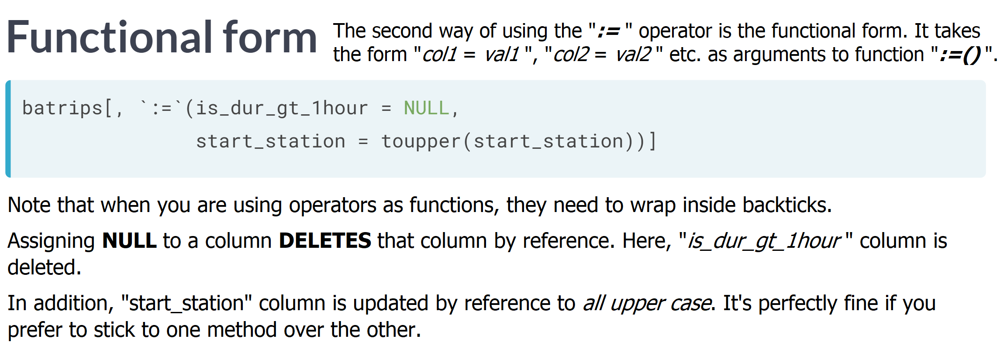 Functional form
The second way of using the ":= " operator is the functional form. It takes
the form "col1 = val1 ", "col2 = val2 " etc. as arguments to function ":=() ".
batrips[, `:=`(is_dur_gt_1hour = NULL,
start_station = toupper(start_station))]
Note that when you are using operators as functions, they need to wrap inside backticks.
Assigning NULL to a column DELETES that column by reference. Here, "is_dur_gt_1hour " column is
deleted.
In addition, "start_station" column is updated by reference to all upper case. It's perfectly fine if you
prefer to stick to one method over the other.